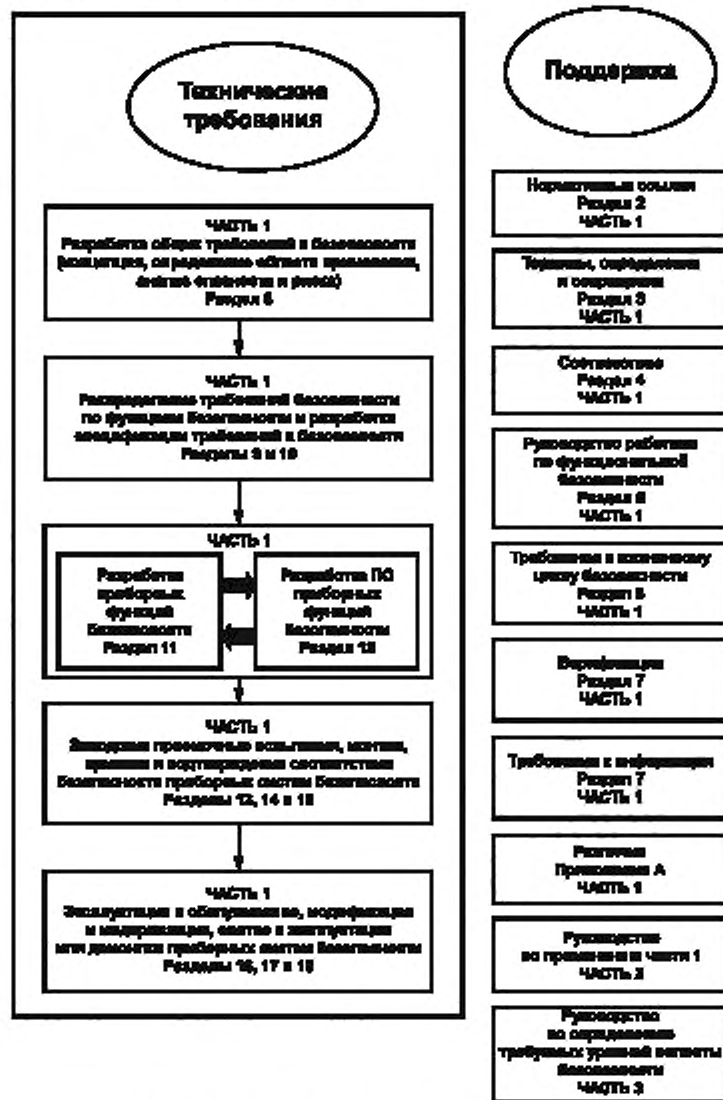 Технические
требования
ЧАСТЬ 1
Разработка общих требований к безопасности
(концепция, определение области применения,
анализ опасности и риска)
Раздел 8
ЧАСТЬ 1
Распределение требований безопасности
по функциям безопасности и разработка
спецификации требований к безопасности
Разделы 9 и 10
ЧАСТЬ 1
Разработка
приборных
функций
безопасности
Раздел 11
Разработка ПО
приборных
функций
безопасности
Раздел 12
ЧАСТЬ 1
Заводские приемочные испытания, монтаж,
приемка и подтверждение соответствия
безопасности приборных систем безопасности
Разделы 13, 14 и 15
ЧАСТЬ 1
Эксплуатация и обслуживание, модификация
и модернизация, снятие с эксплуатации
или демонтаж приборных систем безопасности
Разделы 16, 17 и 18
Поддержка
Нормативные ссылки
Раздел 2
ЧАСТЬ 1
Термины, определения
и сокращения
Раздел 3
ЧАСТЬ 1
Соответствие
Раздел 4
ЧАСТЬ 1
Руководство работами
по функциональной
безопасности
Раздел
ЧАСТЬ 1
Требования к жизненному
циклу безопасности
Раздел
ЧАСТЬ 1
Верификация
Раздел 7
ЧАСТЬ 1
Требования к информации
Раздел 7
ЧАСТЬ 1
Различия
Приложение А
ЧАСТЬ 1
Руководство
по применению части 1
ЧАСТЬ 2
Руководство
по определению
требуемых уровней полноты
безопасности
ЧАСТЬ 3